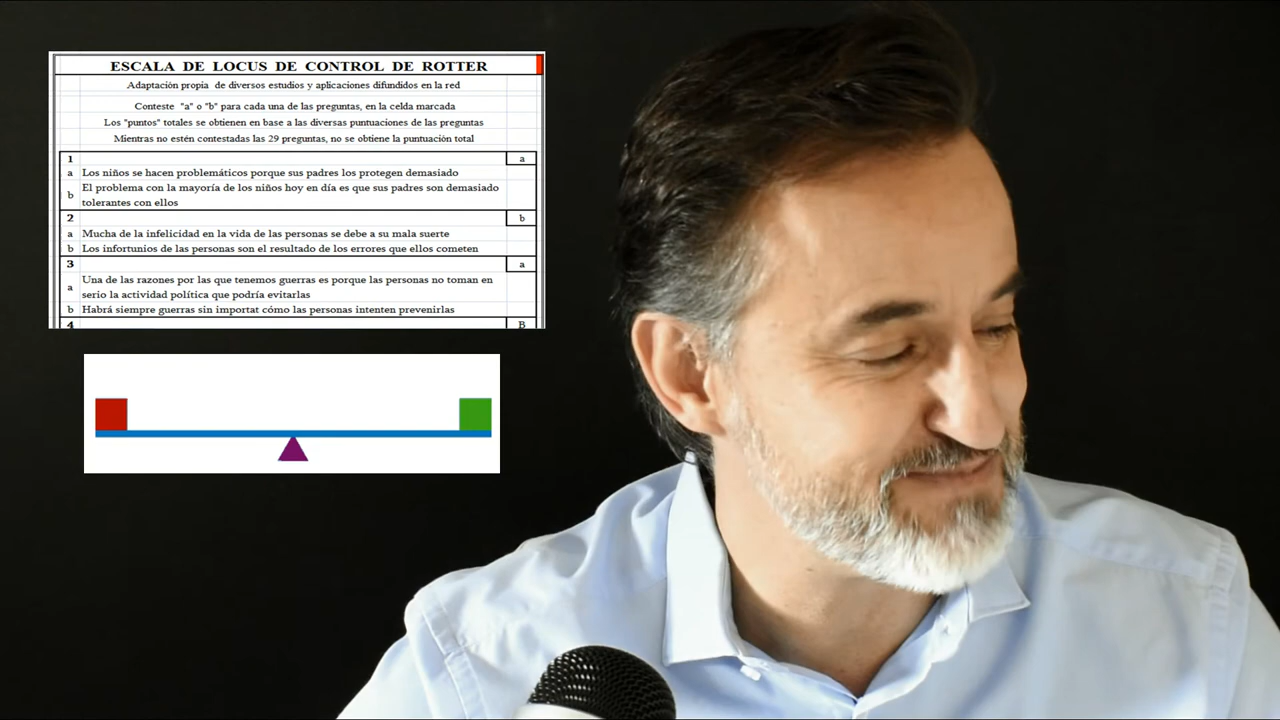 ESCALA DE LOCUS DE CONTROL DE ROTTER
Adaptación propia de diversos estudios y aplicaciones difundidos en la red
Conteste "a" o "b" para cada una de las preguntas, en la celda marcada
Los "puntos" totales se obtienen en base a las diversas puntuaciones de las preguntas
Mientras no estén contestadas las 29 preguntas, no se obtiene la puntuación total
1 a
a Los niños se hacen problemáticos porque sus padres los protegen demasiado
b El problema con la mayoría de los niños hoy en día es que sus padres son demasiado
tolerantes con ellos
2 b
a Mucha de la infelicidad en la vida de las personas se debe a su mala suerte
b Los infortunios de las personas son el resultado de los errores que ellos cometen
3 a
a Una de las razones por las que tenemos guerras es porque las personas no toman en
serio la actividad política que podría evitarlas
b Habrá siempre guerras sin importat cómo las personas intenten prevenirlas
4 B